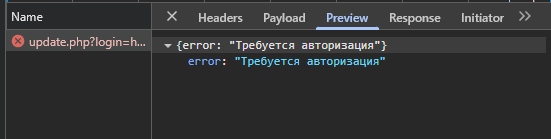 Name
Headers Payload Preview Response Initiator
update.php?login=h...
{error: "Требуется авторизация"}
error: "Требуется авторизация"